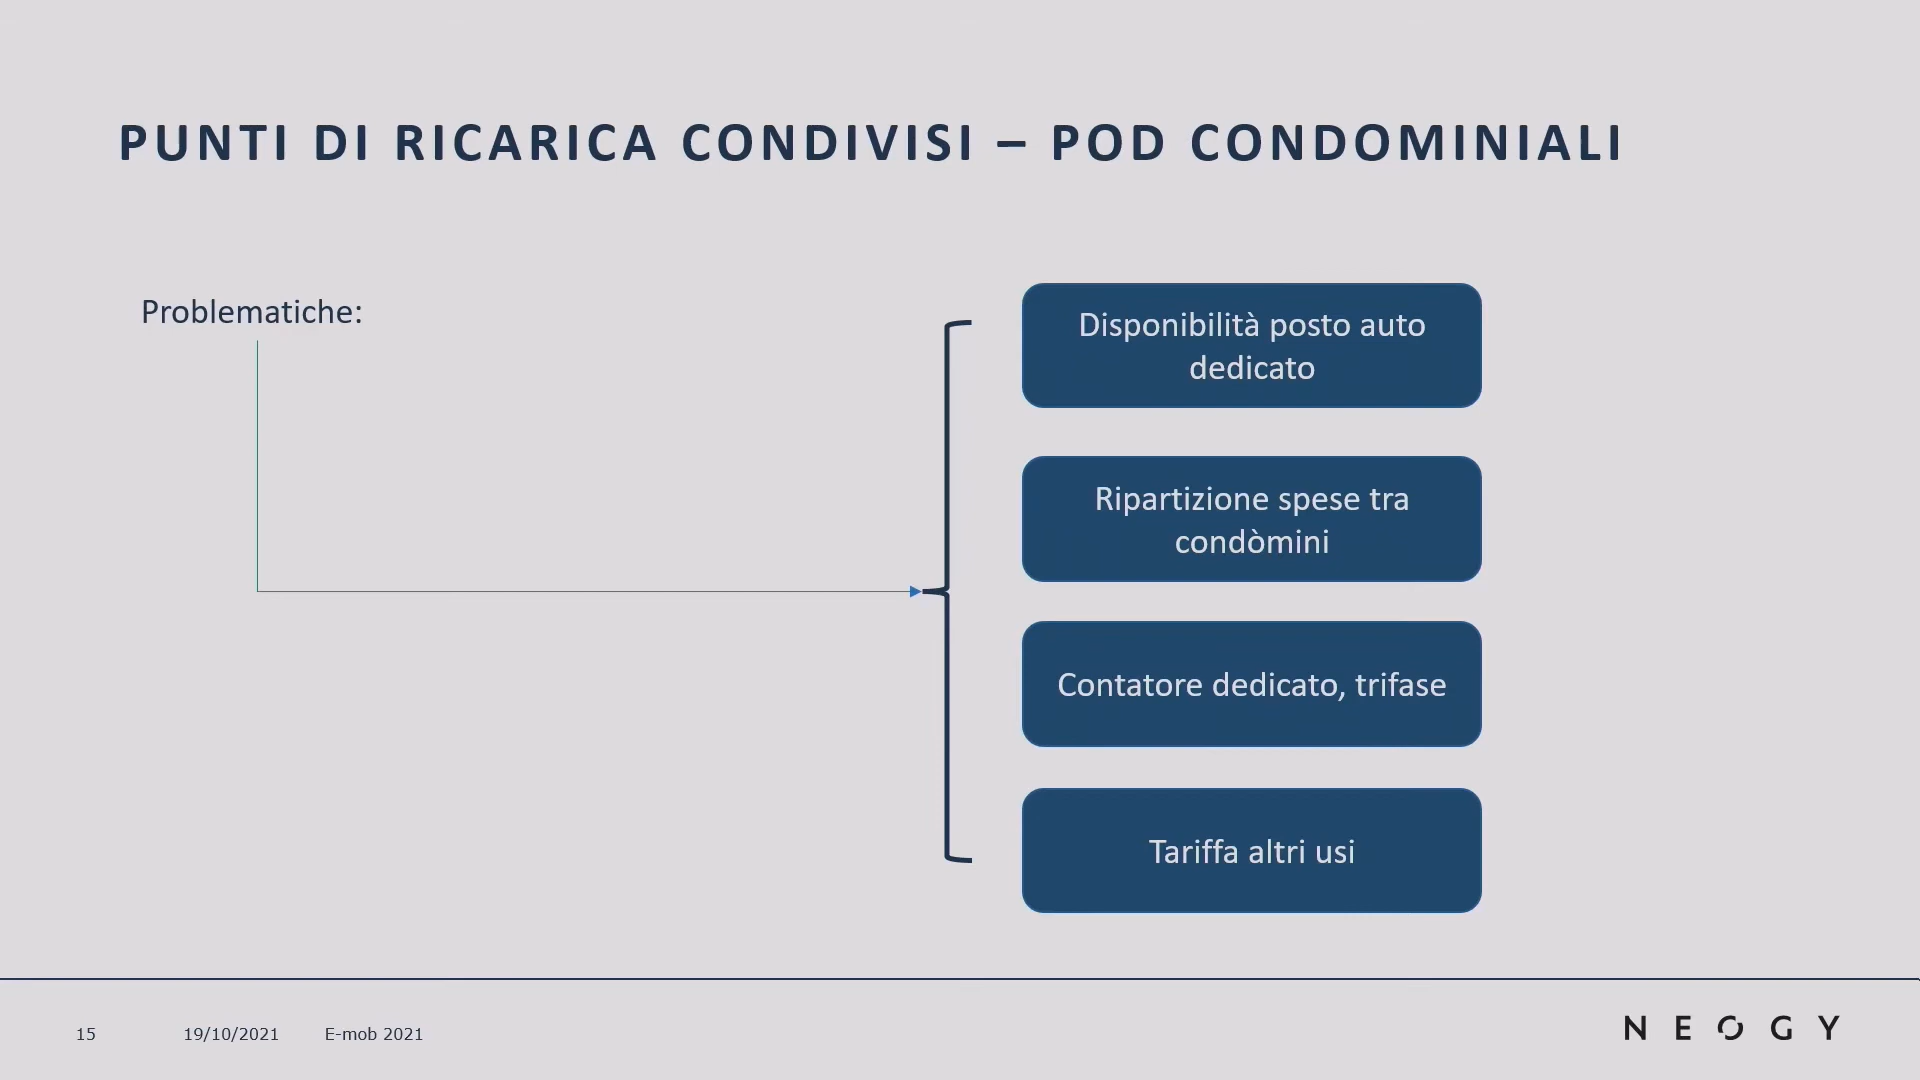 PUNTI DI RICARICA CONDIVISI – POD CONDOMINIALI
Problematiche:
Disponibilità posto auto
dedicato
Ripartizione spese tra
condòmini
Contatore dedicato, trifase
Tariffa altri usi
15 19/10/2021 E-mob 2021
NEOGY